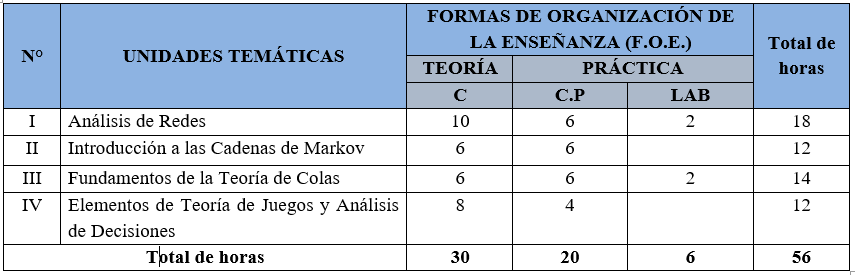 N° UNIDADES TEMÁTICAS FORMAS DE ORGANIZACIÓN DE
LA ENSEÑANZA (F.O.E.) Total de
horas
TEORÍA PRÁCTICA
C C.P LAB
I Análisis de Redes 10 6 2 18
II Introducción a las Cadenas de Markov 6 6 12
III Fundamentos de la Teoría de Colas 6 6 2 14
IV Elementos de Teoría de Juegos y Análisis
de Decisiones 8 4 12
Total de horas 30 20 6 56